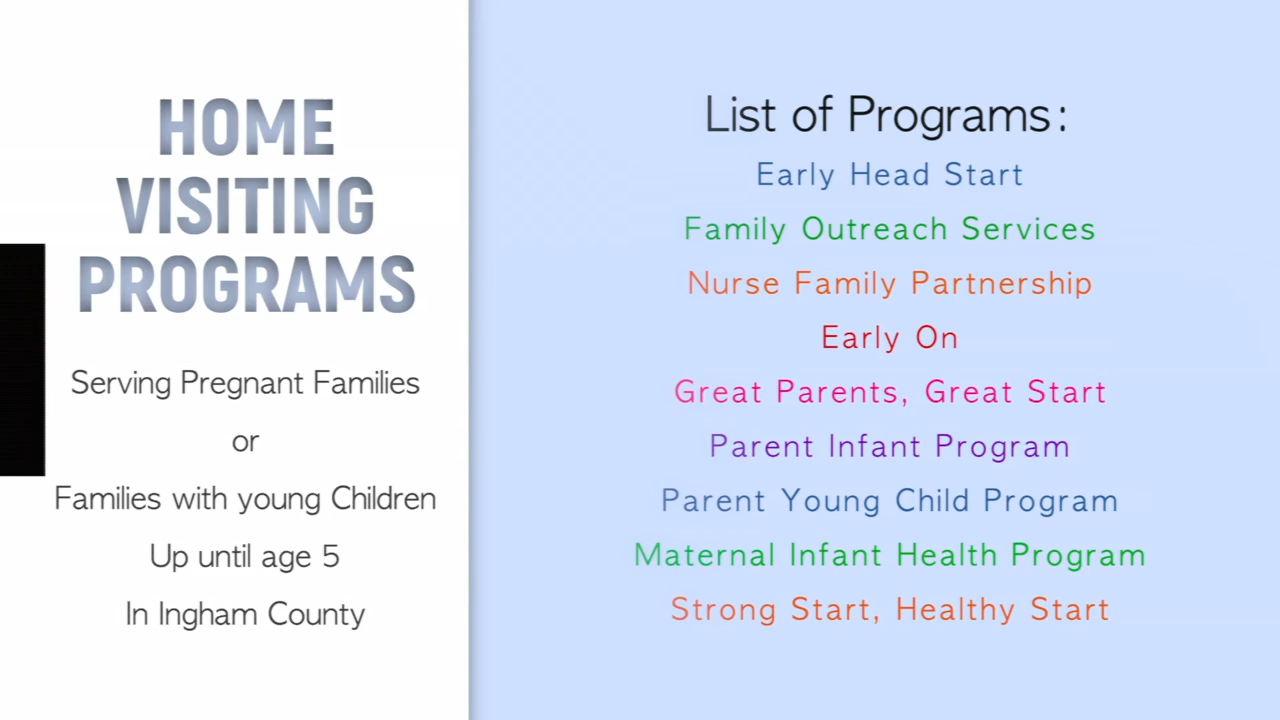 HOME
VISITING
PROGRAMS
Serving Pregnant Families
or
Families with young Children
Up until age 5
In Ingham County
List of Programs:
Early Head Start
Family Outreach Services
Nurse Family Partnership
Early On
Great Parents, Great Start
Parent Infant Program
Parent Young Child Program
Maternal Infant Health Program
Strong Start, Healthy Start